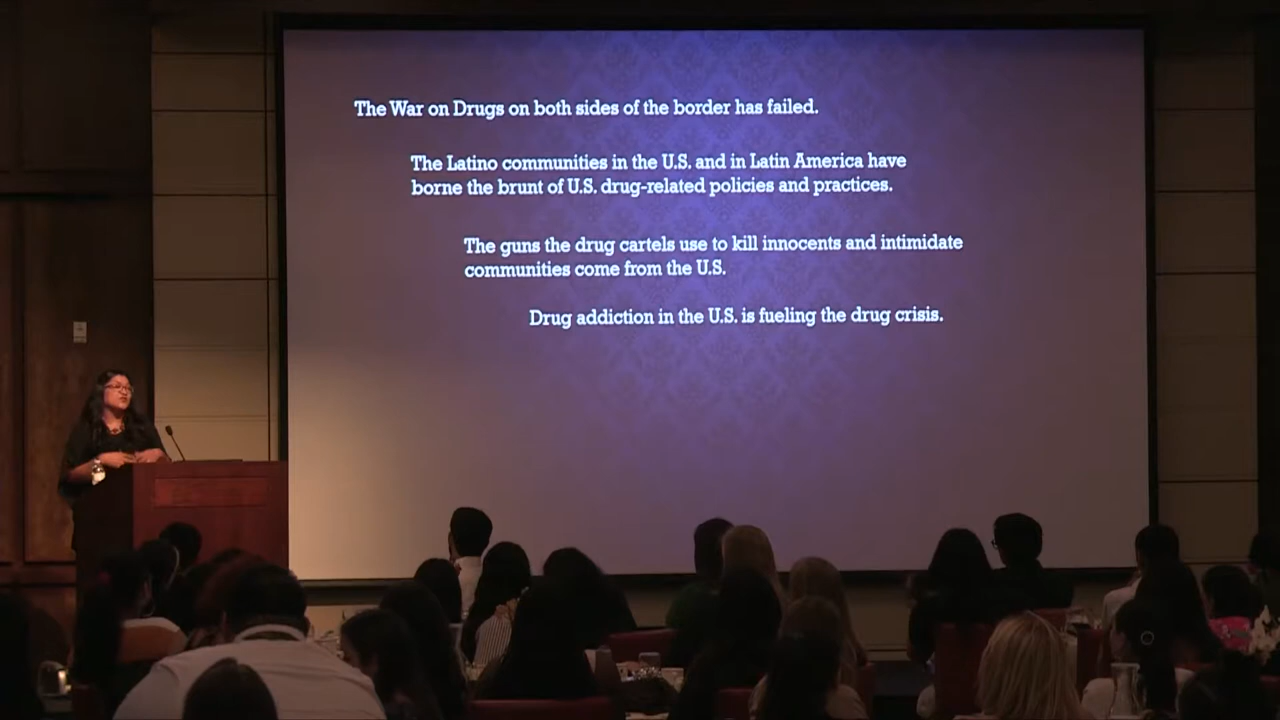 The War on Drugs on both sides of the border has failed.
The Latino communities in the U.S. and in Latin America have
borne the brunt of U.S. drug-related policies and practices.
The guns the drug cartels use to kill innocents and intimidate
communities come from the U.S.
Drug addiction in the U.S. is fueling the drug crisis.